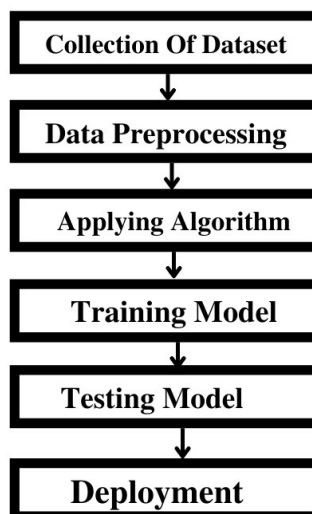 Collection Of Dataset
Data Preprocessing
Applying Algorithm
Training Model
Testing Model
Deployment